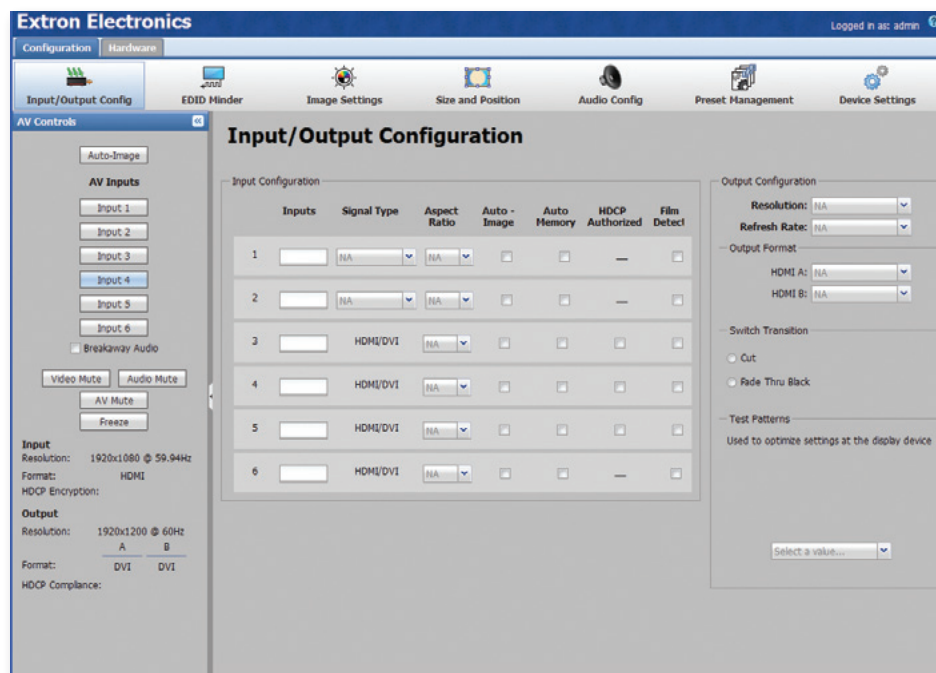 Extron Electronics
Logged in as: admin
Configuration Hardware
Input/Output Config EDID Minder Image Settings Size and Position Audio Config Preset Management Device Settings
AV Controls
Auto-Image
AV Inputs
Input 1
Input 2
Input 3
Input 4
Input 5
Input 6
Breakaway Audio
Video Mute Audio Mute
AV Mute
Freeze
Input
Resolution: 1920x1080 @ 59.94Hz
Format: HDMI
HDCP Encryption:
Output
Resolution: 1920x1200 @ 60Hz
A B
Format: DVI DVI
HDCP Compliance:
Input/Output Configuration
Input Configuration
Inputs Signal Type Aspect Ratio Auto - Image Auto Memory HDCP Authorized Film Detect
1 NA NA —
2 NA NA —
3 HDMI/DVI NA
4 HDMI/DVI NA
5 HDMI/DVI NA
6 HDMI/DVI NA —
Output Configuration
Resolution: NA
Refresh Rate: NA
Output Format
HDMI A: NA
HDMI B: NA
Switch Transition
Cut
Fade Thru Black
Test Patterns
Used to optimize settings at the display device
Select a value...